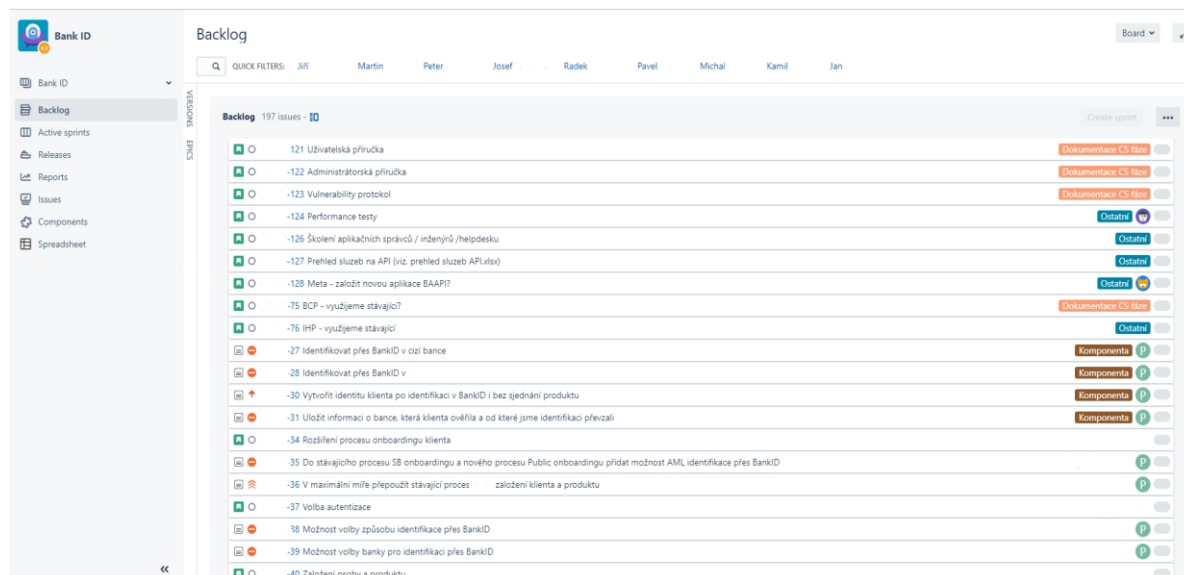 Bank ID
Bank ID
Backlog
Active sprints
Releases
Reports
Issues
Components
Spreadsheet
«
Backlog
Board
QUICK FILTERS: Jiří Martin Peter Josef Radek Pavel Michal Kamil Jan
VERSIONS
EPICS
Backlog 197 issues -
Create sprint •••
121 Uživatelská příručka Dokumentace CS fáze
-122 Administrátorská příručka Dokumentace CS fáze
-123 Vulnerability protokol Dokumentace CS fáze
-124 Performance testy Ostatní
-126 Školení aplikačních správců / inženýrů /helpdesku Ostatní
-127 Prehled sluzeb na API (viz. prehled sluzeb API.xlsx) Ostatní
-128 Meta - založit novou aplikace BAAPI? Ostatní
-75 BCP - využijeme stávající? Dokumentace CS fáze
-76 IHP - využijeme stávající Ostatní
-27 Identifikovat přes BankID v cizí bance Komponenta P
-28 Identifikovat přes BankID v Komponenta P
-30 Vytvořit identitu klienta po identifikaci v BankID i bez sjednání produktu Komponenta P
-31 Uložit informaci o bance, která klienta ověřila a od které jsme identifikaci převzali Komponenta P
-34 Rozšíření procesu onboardingu klienta
-35 Do stávajícího procesu SB onboardingu a nového procesu Public onboardingu přidat možnost AML identifikace přes BankID P
-36 V maximální míře přepoužít stávající proces založení klienta a produktu P
-37 Volba autentizace
38 Možnost volby způsobu identifikace přes BankID P
-39 Možnost volby banky pro identifikaci přes BankID P
-40 Založení osoby a produktu